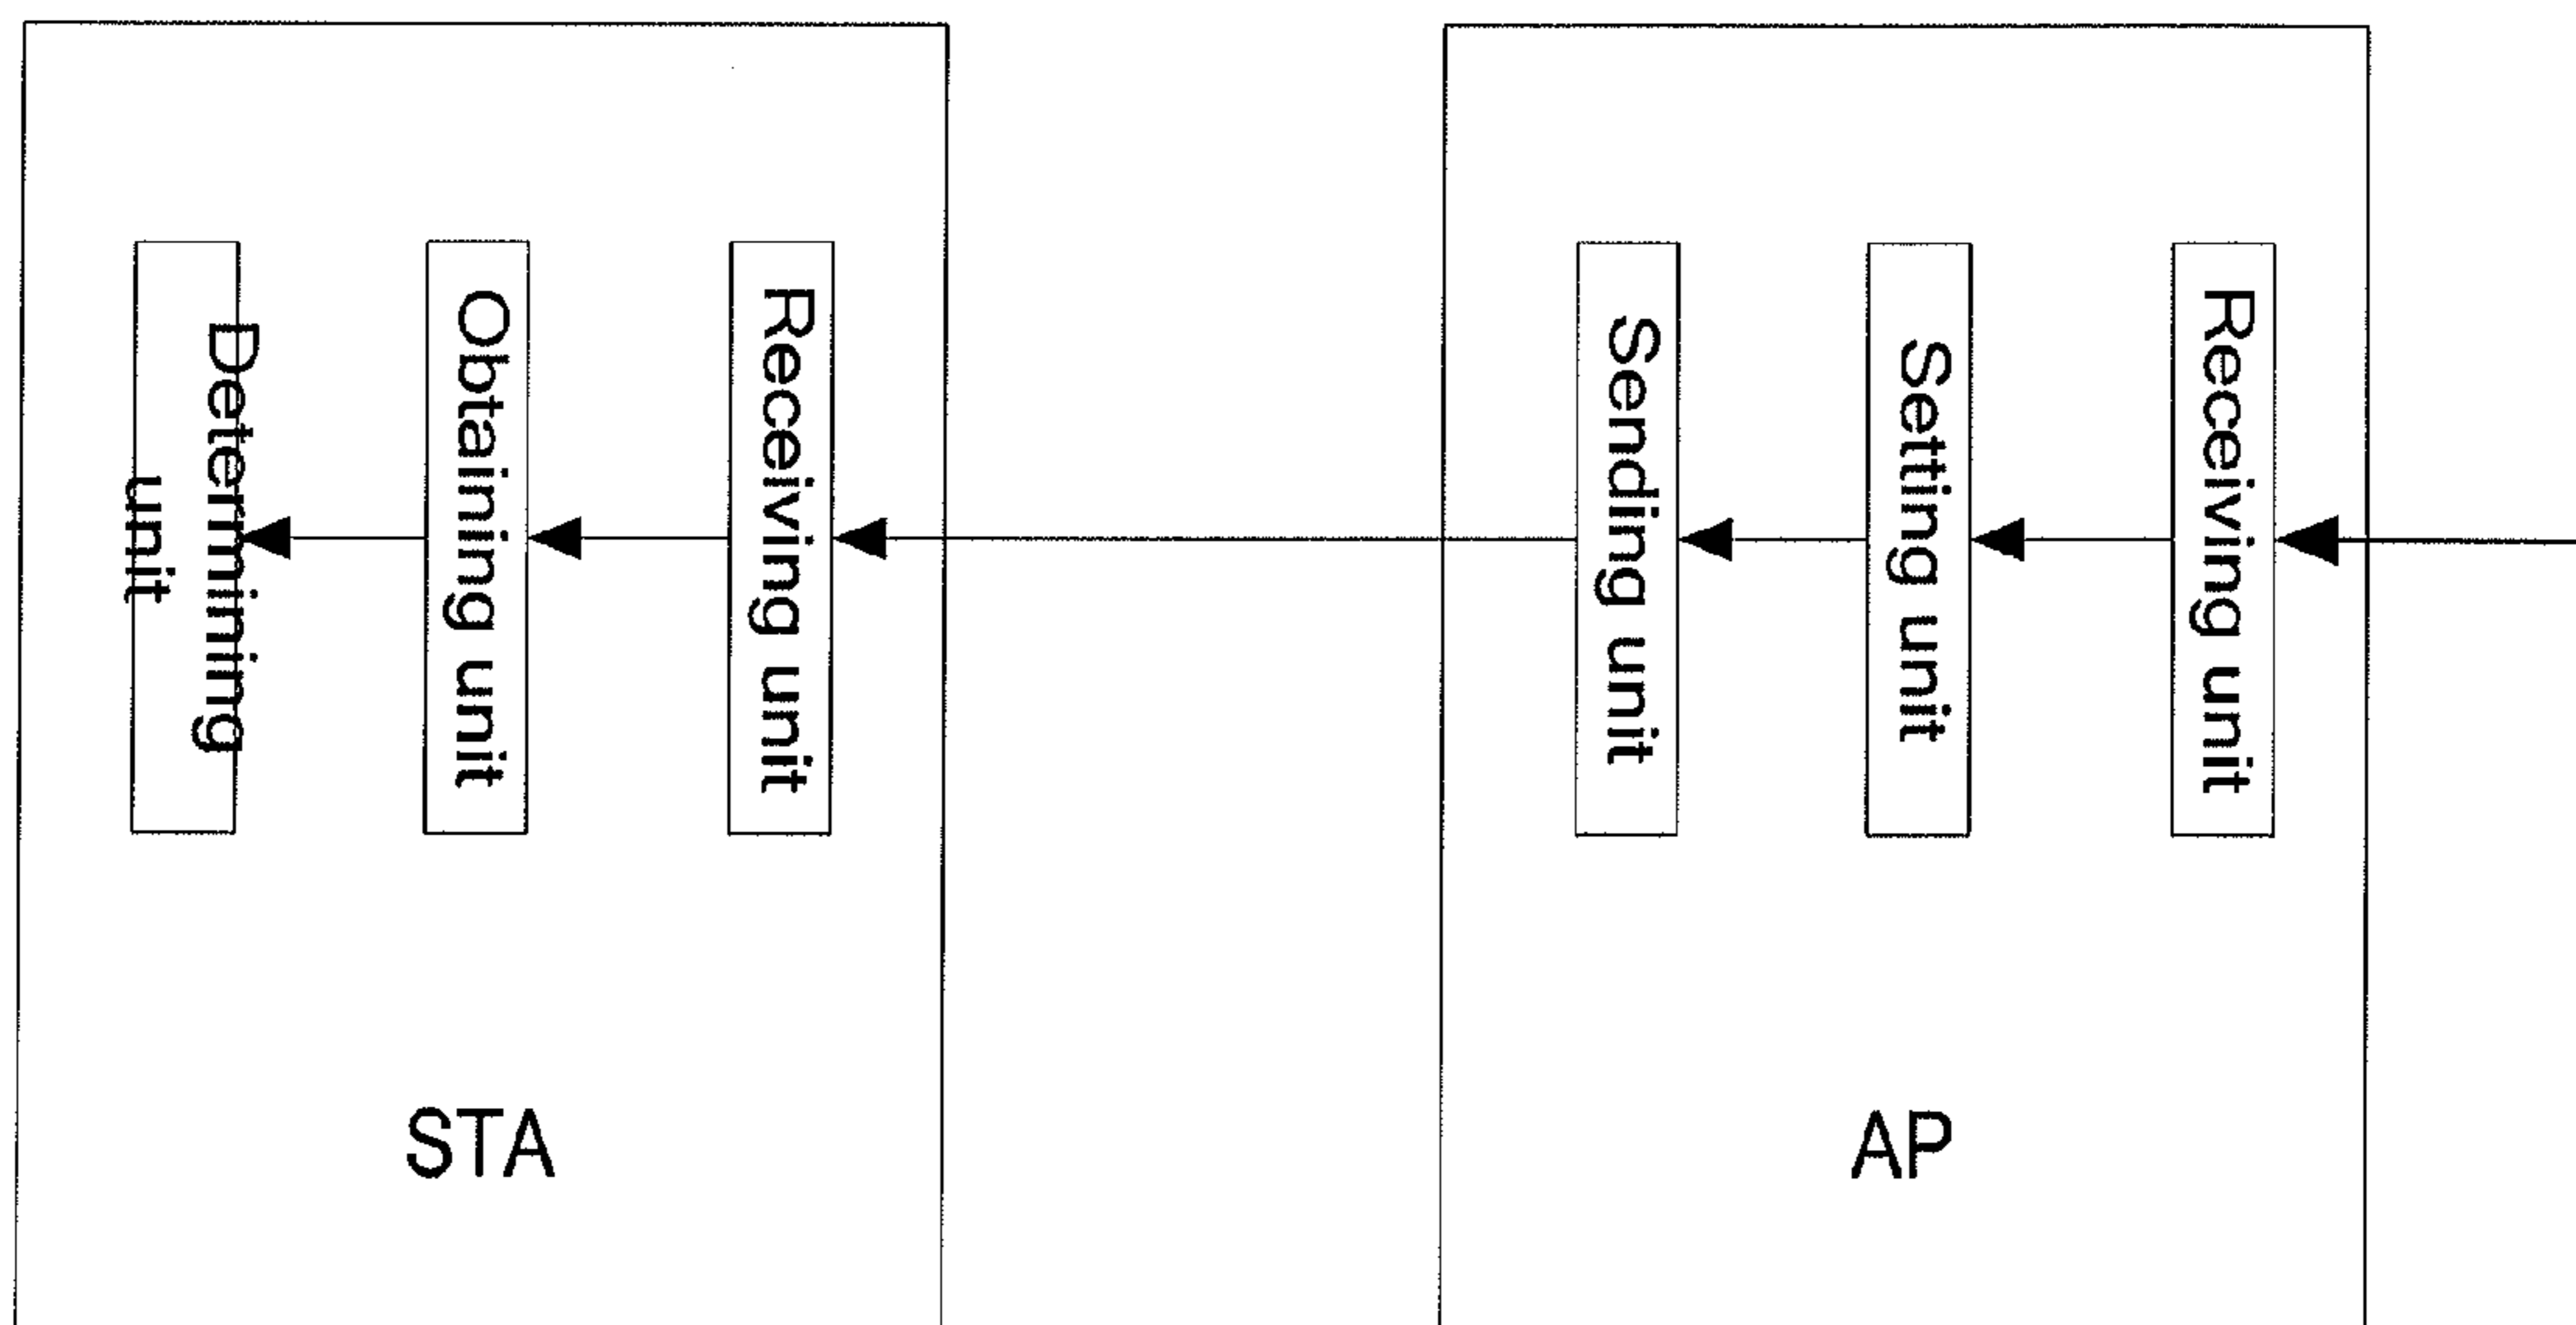 Determining
unit
Obtaining unit
Receiving unit
STA
Sending unit
Setting unit
Receiving unit
AP